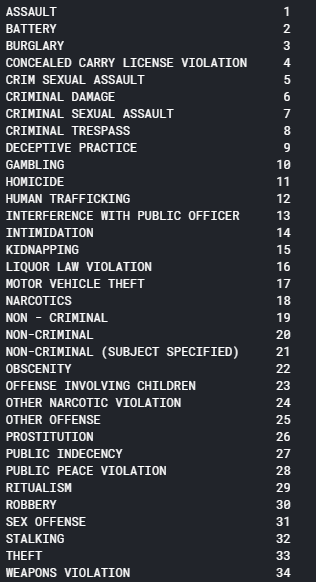 ASSAULT 1
BATTERY 2
BURGLARY 3
CONCEALED CARRY LICENSE VIOLATION 4
CRIM SEXUAL ASSAULT 5
CRIMINAL DAMAGE 6
CRIMINAL SEXUAL ASSAULT 7
CRIMINAL TRESPASS 8
DECEPTIVE PRACTICE 9
GAMBLING 10
HOMICIDE 11
HUMAN TRAFFICKING 12
INTERFERENCE WITH PUBLIC OFFICER 13
INTIMIDATION 14
KIDNAPPING 15
LIQUOR LAW VIOLATION 16
MOTOR VEHICLE THEFT 17
NARCOTICS 18
NON - CRIMINAL 19
NON-CRIMINAL 20
NON-CRIMINAL (SUBJECT SPECIFIED) 21
OBSCENITY 22
OFFENSE INVOLVING CHILDREN 23
OTHER NARCOTIC VIOLATION 24
OTHER OFFENSE 25
PROSTITUTION 26
PUBLIC INDECENCY 27
PUBLIC PEACE VIOLATION 28
RITUALISM 29
ROBBERY 30
SEX OFFENSE 31
STALKING 32
THEFT 33
WEAPONS VIOLATION 34